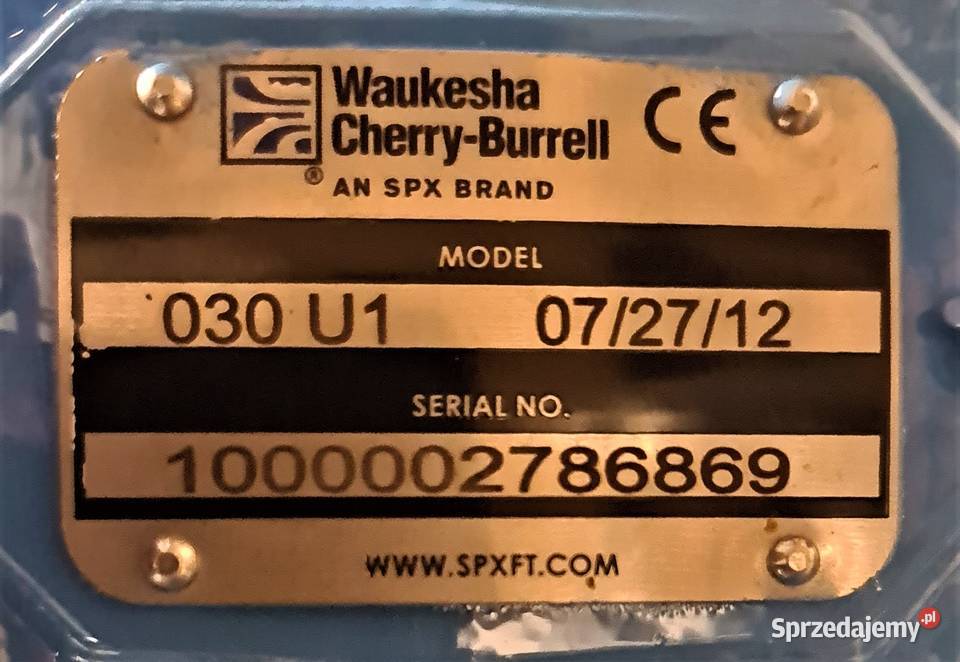 Waukesha
Cherry-Burrell
CE
® AN SPX BRAND
MODEL
030 U1 07/27/12
SERIAL NO.
1000002786869
WWW.SPXFT.COM
Sprzedajemy.pl